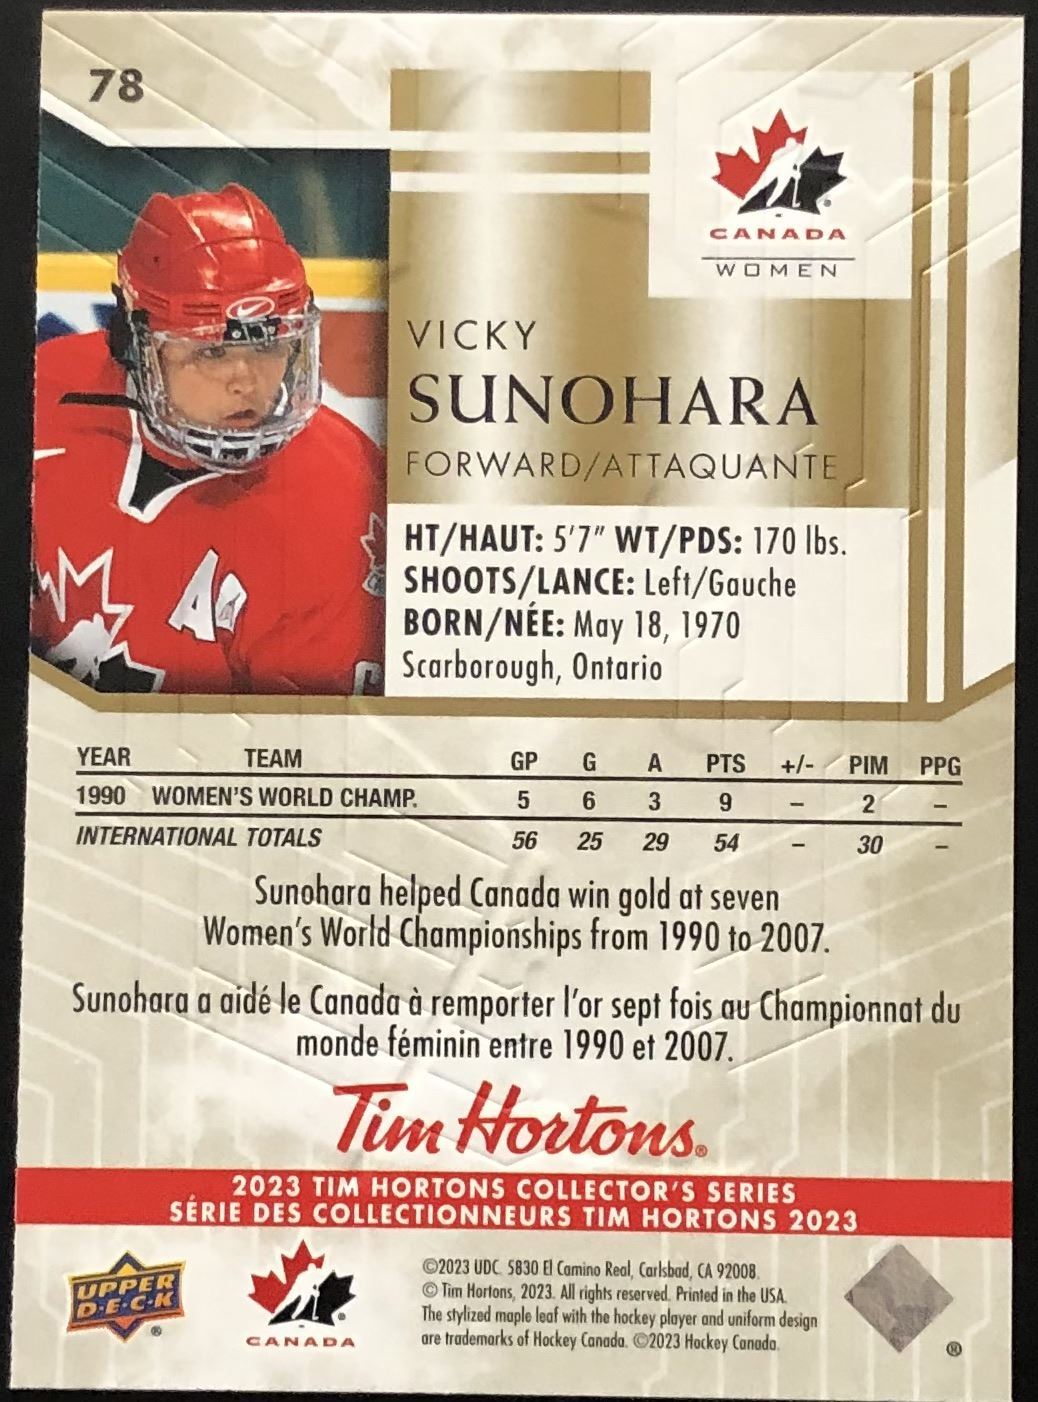 78
CANADA
WOMEN
VICKY
SUNOHARA
FORWARD/ATTAQUANTE
HT/HAUT: 5'7" WT/PDS: 170 lbs.
SHOOTS/LANCE: Left/Gauche
BORN/NÉE: May 18, 1970
Scarborough, Ontario
A
YEAR TEAM GP G A PTS +/- PIM PPG
1990 WOMEN'S WORLD CHAMP. 5 6 3 9 – 2 –
INTERNATIONAL TOTALS 56 25 29 54 – 30 –
Sunohara helped Canada win gold at seven
Women's World Championships from 1990 to 2007.
Sunohara a aidé le Canada à remporter l'or sept fois au Championnat du
monde féminin entre 1990 et 2007.
Tim Hortons®
2023 TIM HORTONS COLLECTOR'S SERIES
SÉRIE DES COLLECTIONNEURS TIM HORTONS 2023
UPPER
D·E·C·K
®
CANADA
©2023 UDC. 5830 El Camino Real, Carlsbad, CA 92008.
© Tim Hortons, 2023. All rights reserved. Printed in the USA.
The stylized maple leaf with the hockey player and uniform design
are trademarks of Hockey Canada. ©2023 Hockey Canada.
®